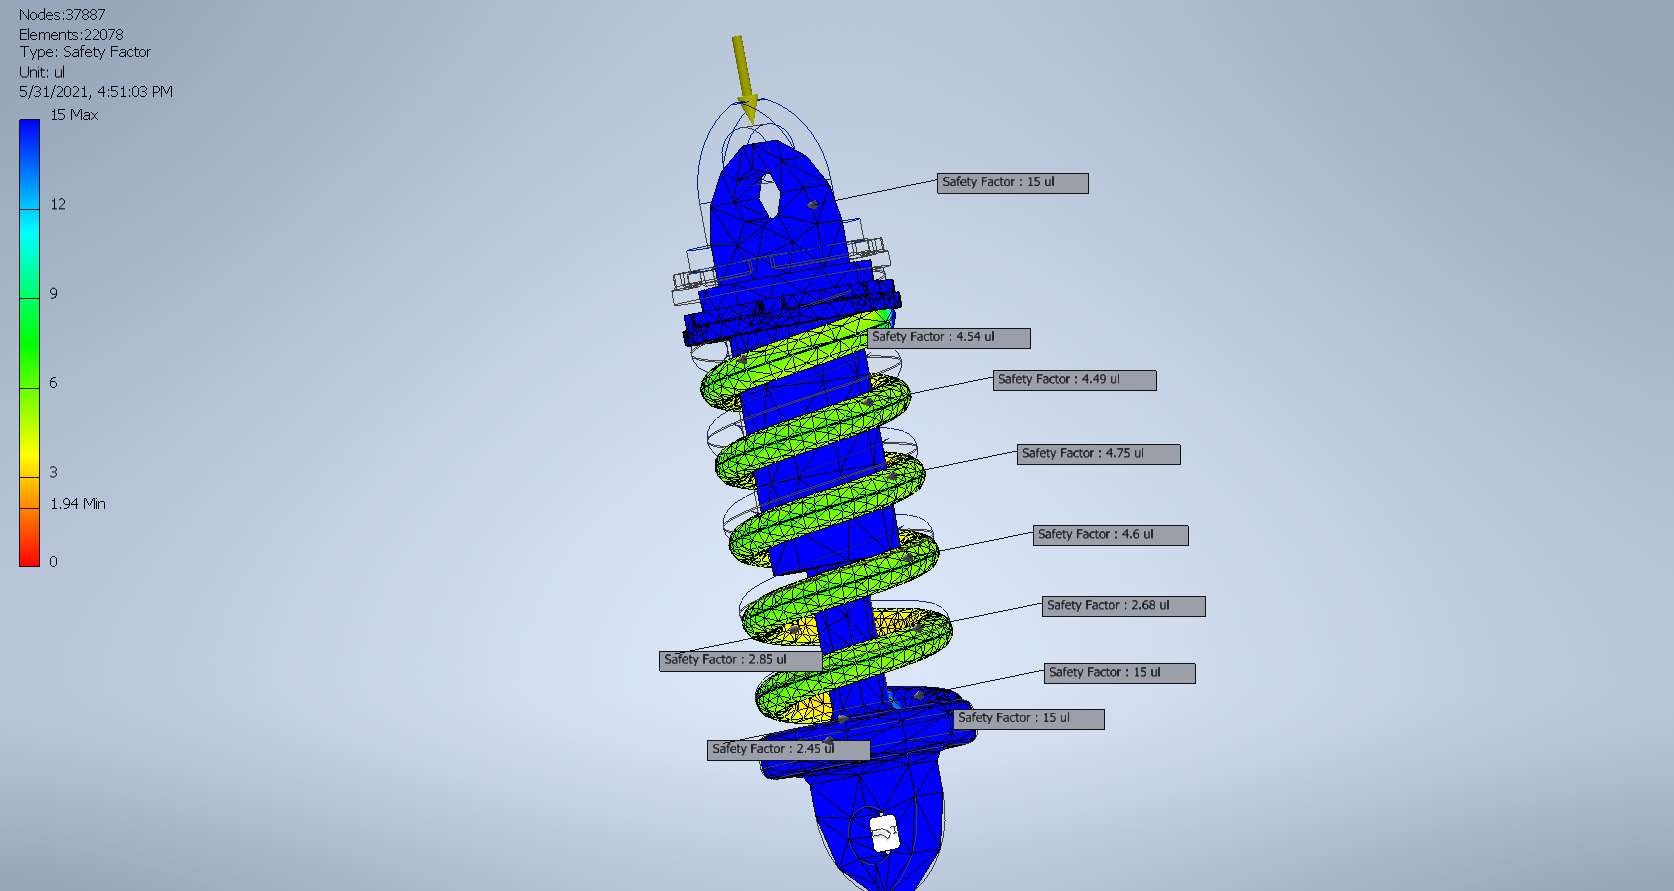 Nodes:37887
Elements:22078
Type: Safety Factor
Unit: ul
5/31/2021, 4:51:03 PM
15 Max
12
9
6
3
1.94 Min
0
Safety Factor : 15 ul
Safety Factor : 4.54 ul
Safety Factor : 4.49 ul
Safety Factor : 4.75 ul
Safety Factor : 4.6 ul
Safety Factor : 2.68 ul
Safety Factor : 2.85 ul
Safety Factor : 15 ul
Safety Factor : 15 ul
Safety Factor : 2.45 ul